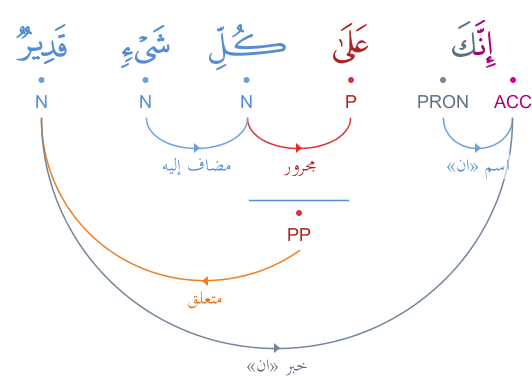 إِنَّكَ عَلَىٰ كُلِّ شَىْءٍ قَدِيرٌ
ACC PRON P N N N
اسم «ان» مجرور مضاف إليه
PP
متعلق
خبر «ان»